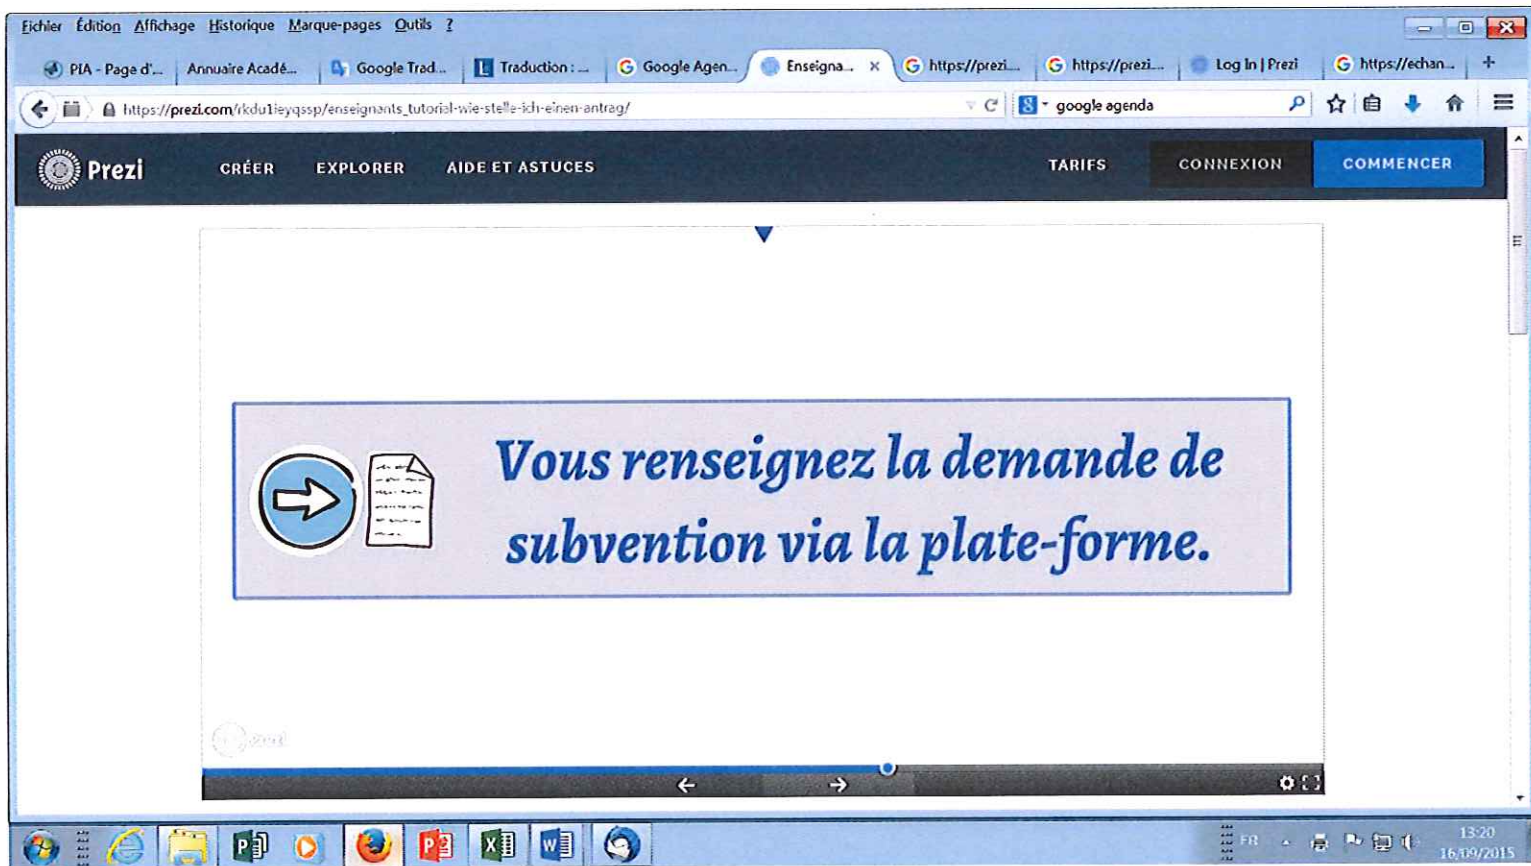 Fichier Édition Affichage Historique Marque-pages Outils ?
PIA - Page d'... Annuaire Acadé... Google Trad... Traduction : ... Google Agen... Enseigna... × https://prezi.... https://prezi.... Log In | Prezi https://echan... +
https://prezi.com/rkdu1ieyqssp/enseignants_tutorial-wie-stelle-ich-einen-antrag/ google agenda
Prezi CRÉER EXPLORER AIDE ET ASTUCES TARIFS CONNEXION COMMENCER
Vous renseignez la demande de
subvention via la plate-forme.
Prezi
FR 13:20
16/09/2015